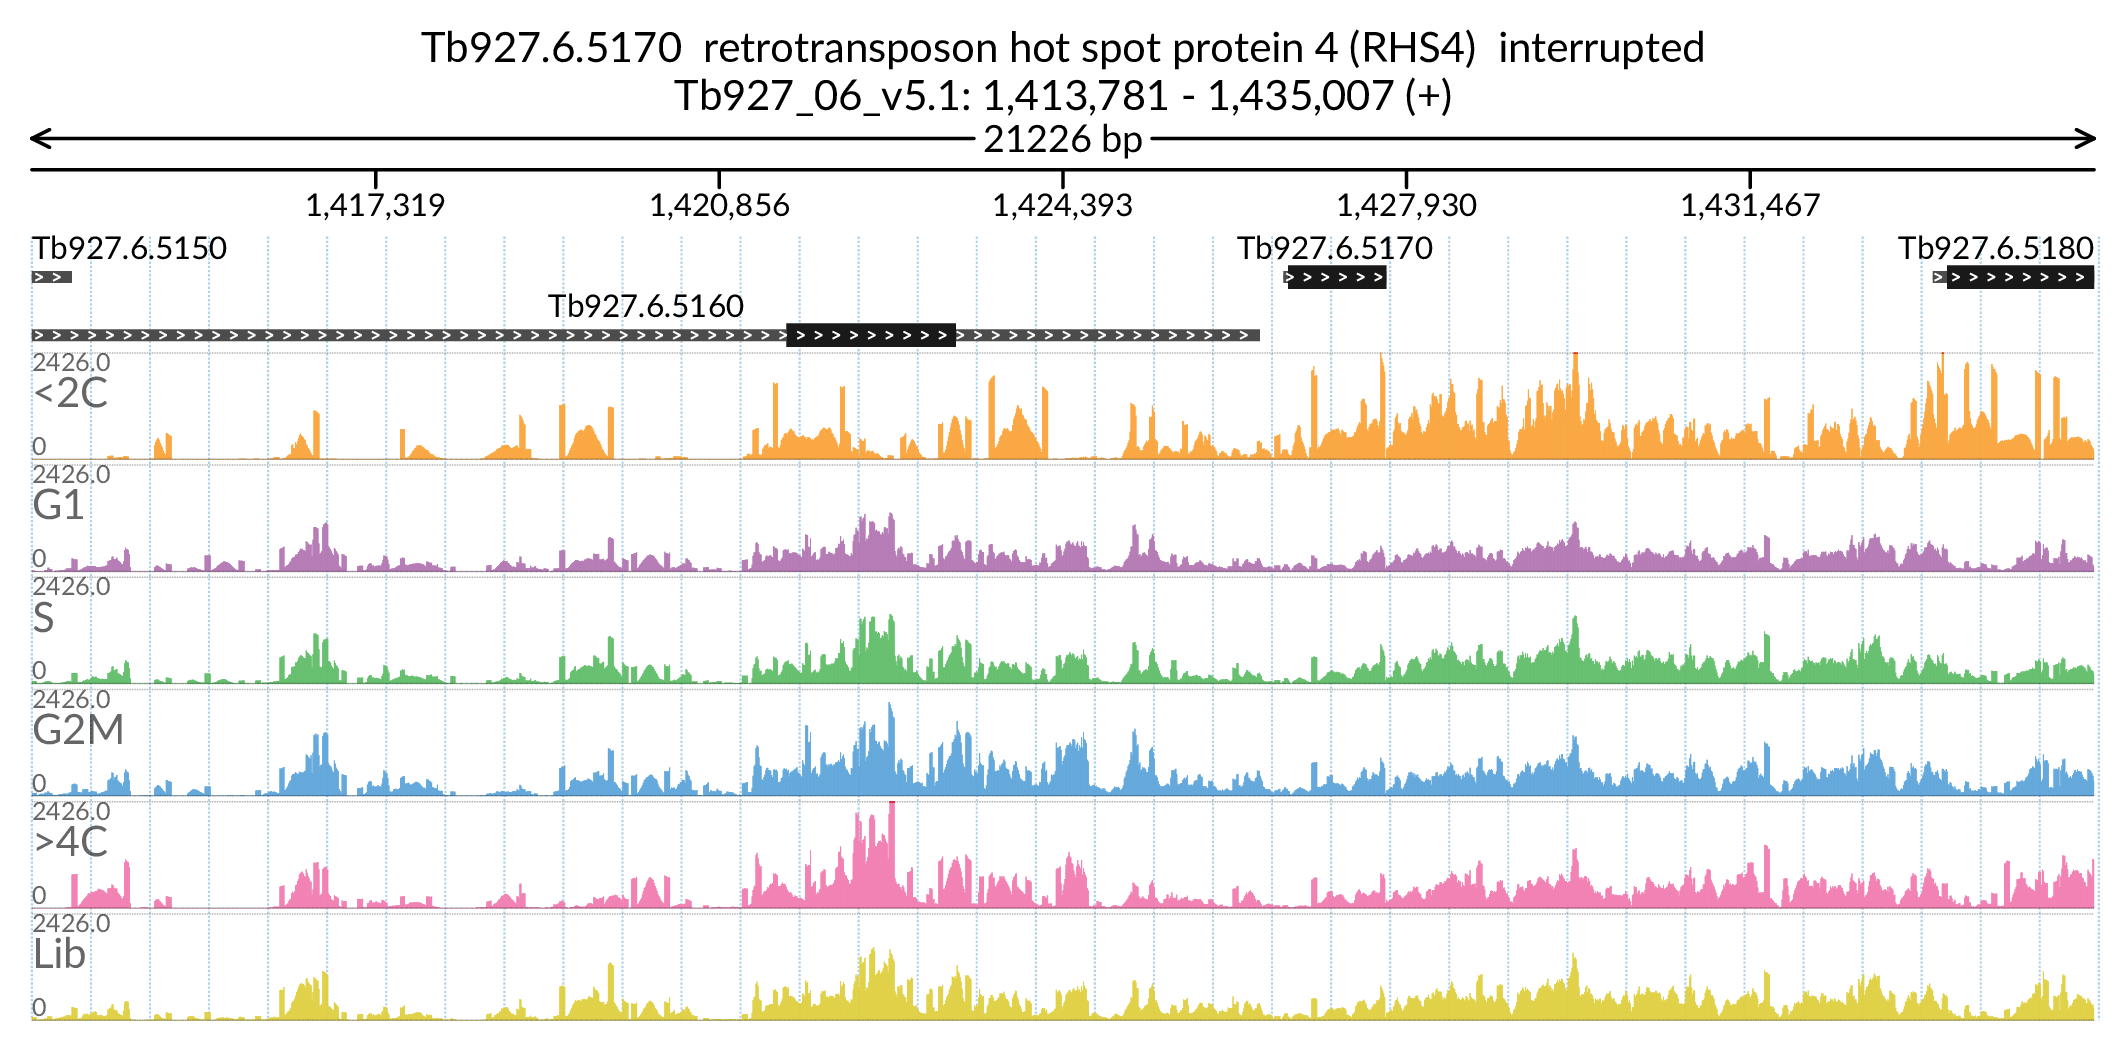 Tb927.6.5170 retrotransposon hot spot protein 4 (RHS4) interrupted
Tb927_06_v5.1: 1,413,781 - 1,435,007 (+)
21226 bp
1,417,319 1,420,856 1,424,393 1,427,930 1,431,467
Tb927.6.5150 Tb927.6.5170 Tb927.6.5180
Tb927.6.5160
2426.0
<2C
0
2426.0
G1
0
2426.0
S
0
2426.0
G2M
0
2426.0
>4C
0
2426.0
Lib
0